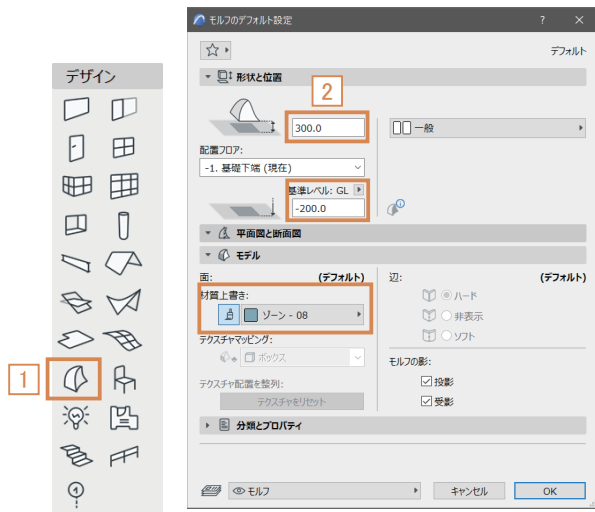 デザイン
1
モルフのデフォルト設定
?
デフォルト
形状と位置
2
300.0
一般
配置フロア:
-1. 基礎下端 (現在)
基準レベル: GL
-200.0
平面図と断面図
モデル
面:
(デフォルト)
辺:
(デフォルト)
材質上書き:
ゾーン - 08
ハード
非表示
ソフト
テクスチャマッピング:
ボックス
モルフの影:
テクスチャ配置を整列:
投影
テクスチャをリセット
受影
分類とプロパティ
モルフ
キャンセル
OK